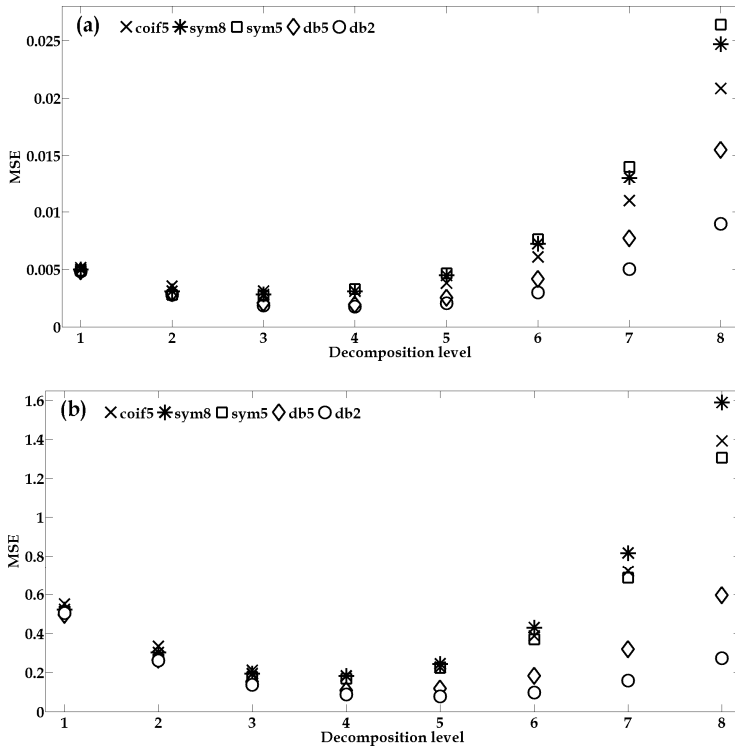 (a)
coif5 sym8 sym5 db5 db2
0.025
0.02
0.015
0.01
0.005
0
MSE
1 2 3 4 5 6 7 8
Decomposition level
(b)
coif5 sym8 sym5 db5 db2
1.6
1.4
1.2
1
0.8
0.6
0.4
0.2
0
MSE
1 2 3 4 5 6 7 8
Decomposition level